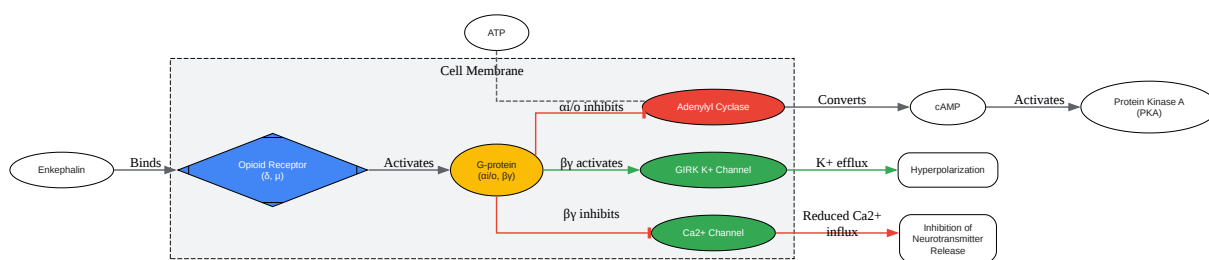 ATP
Cell Membrane
αi/o inhibits
Adenylyl Cyclase
Converts
cAMP
Activates
Protein Kinase A
(PKA)
Enkephalin
Binds
Opioid Receptor
(δ, μ)
Activates
G-protein
(αi/o, βγ)
βγ activates
GIRK K+ Channel
K+ efflux
Hyperpolarization
βγ inhibits
Ca2+ Channel
Reduced Ca2+
influx
Inhibition of
Neurotransmitter
Release